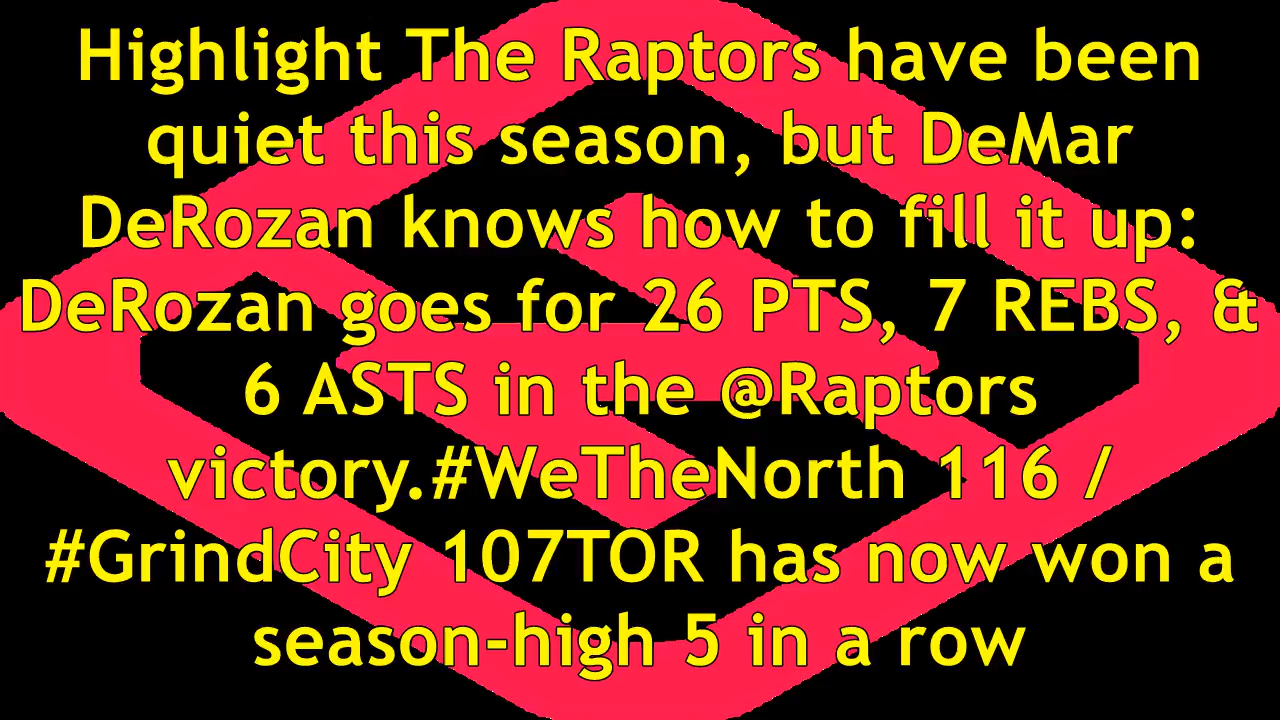 Highlight The Raptors have been
quiet this season, but DeMar
DeRozan knows how to fill it up:
DeRozan goes for 26 PTS, 7 REBS, &
6 ASTS in the @Raptors
victory.#WeTheNorth 116 /
#GrindCity 107TOR has now won a
season-high 5 in a row